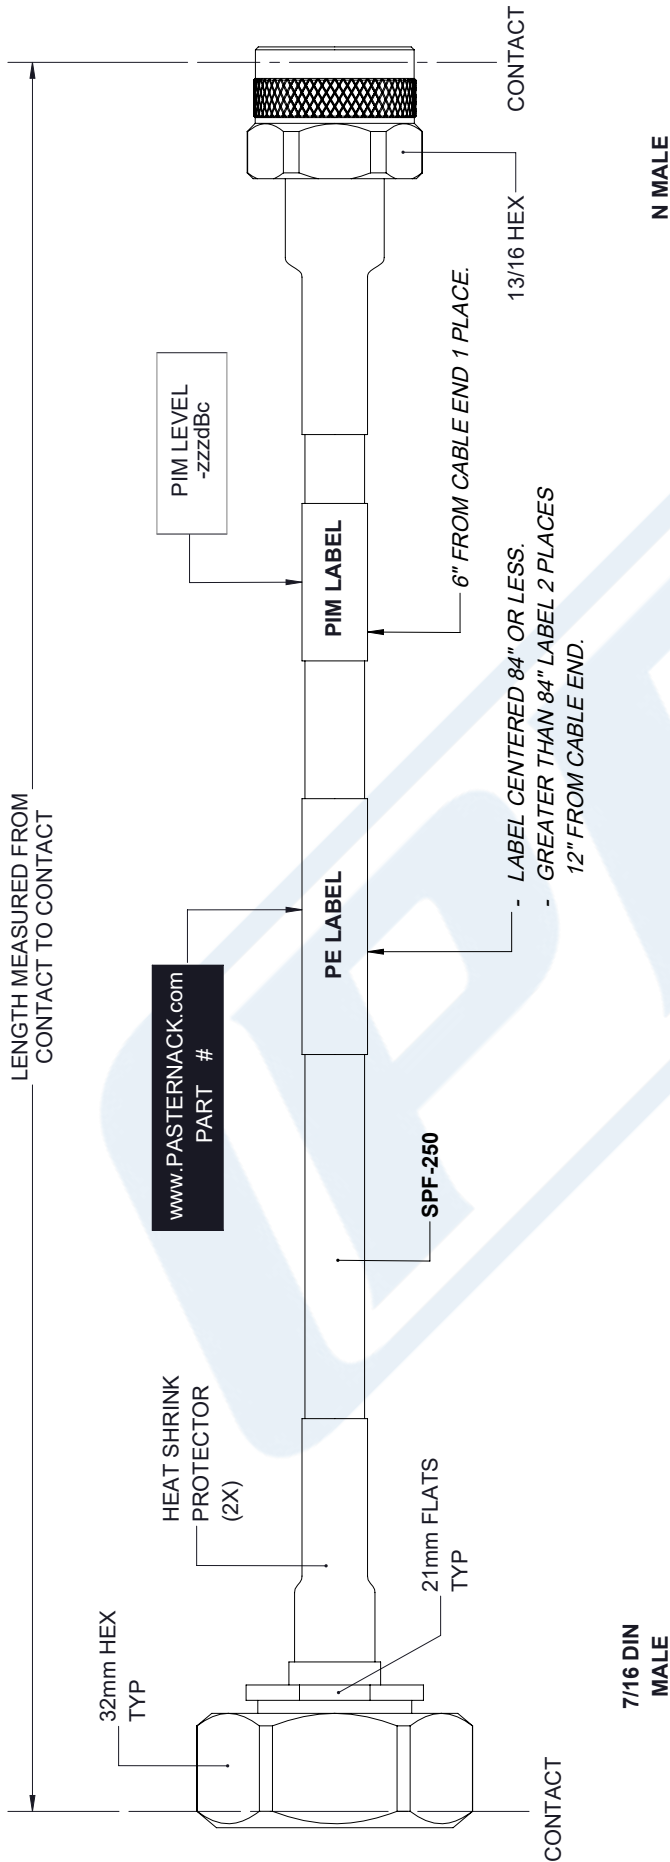 LENGTH MEASURED FROM
CONTACT TO CONTACT
32mm HEX
TYP
HEAT SHRINK
PROTECTOR
(2X)
www.PASTERNACK.com
PART #
PIM LEVEL
-zzzdBc
PE LABEL
PIM LABEL
21mm FLATS
TYP
SPF-250
- LABEL CENTERED 84" OR LESS.
- GREATER THAN 84" LABEL 2 PLACES
12" FROM CABLE END.
6" FROM CABLE END 1 PLACE.
13/16 HEX
CONTACT
CONTACT
7/16 DIN
MALE
N MALE